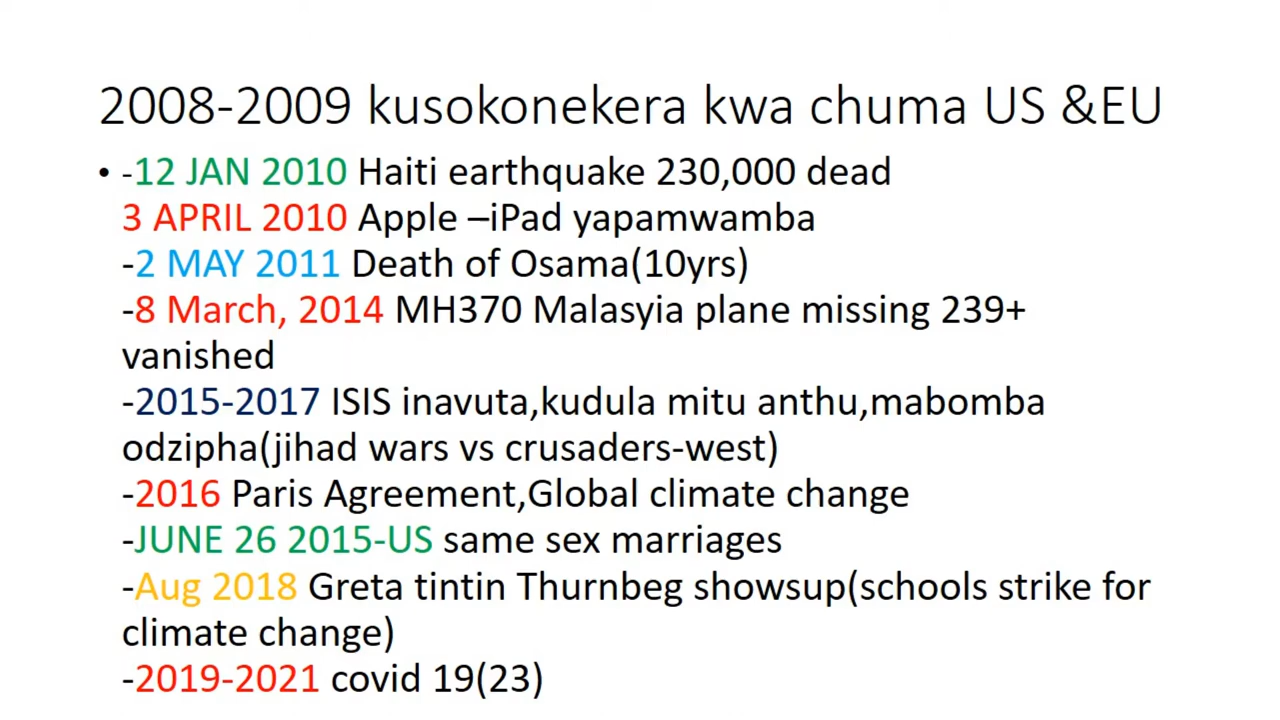 2008-2009 kusokonekera kwa chuma US &EU
• -12 JAN 2010 Haiti earthquake 230,000 dead
3 APRIL 2010 Apple –iPad yapamwamba
-2 MAY 2011 Death of Osama(10yrs)
-8 March, 2014 MH370 Malasyia plane missing 239+
vanished
-2015-2017 ISIS inavuta,kudula mitu anthu,mabomba
odzipha(jihad wars vs crusaders-west)
-2016 Paris Agreement,Global climate change
-JUNE 26 2015-US same sex marriages
-Aug 2018 Greta tintin Thurnbeg showsup(schools strike for
climate change)
-2019-2021 covid 19(23)